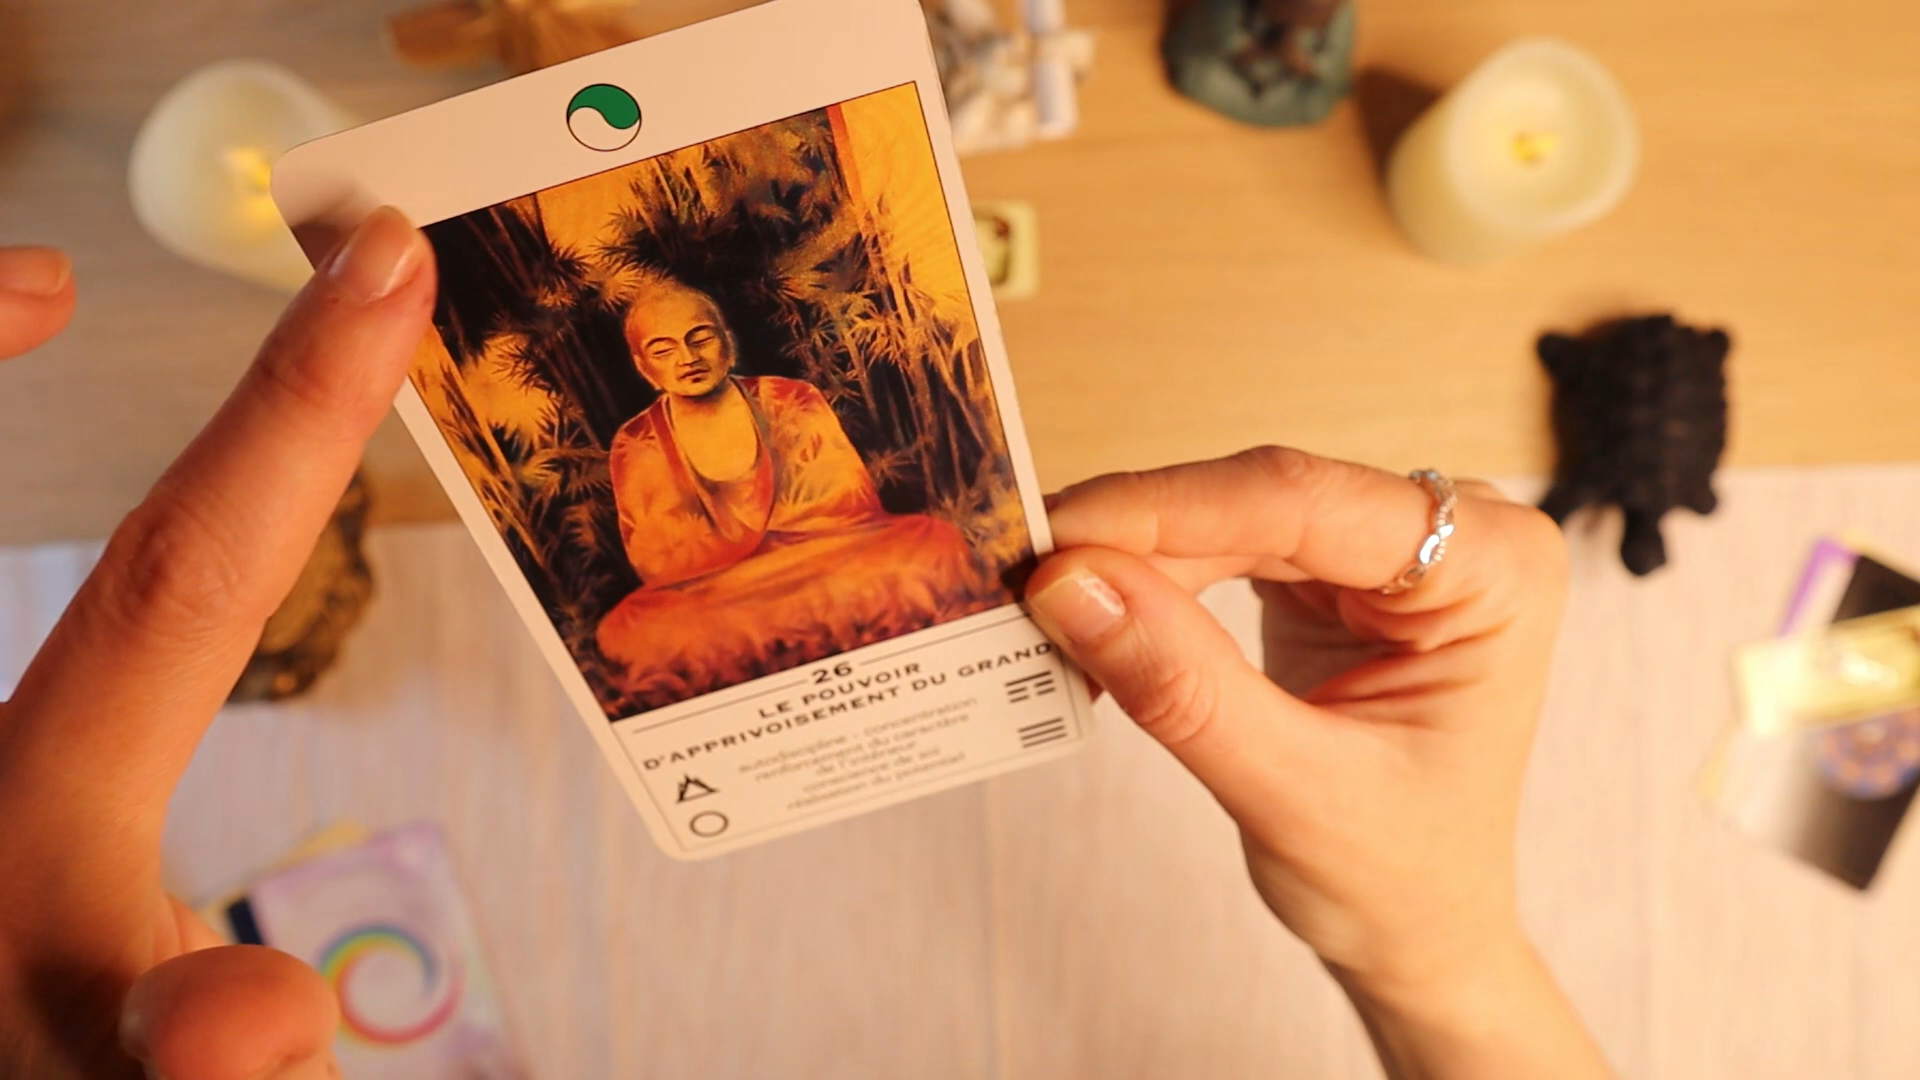 26
LE POUVOIR
D'APPRIVOISEMENT DU GRAND
autodiscipline - concentration
renforcement du caractère
de l'intérieur
conscience de soi
réalisation du potentiel